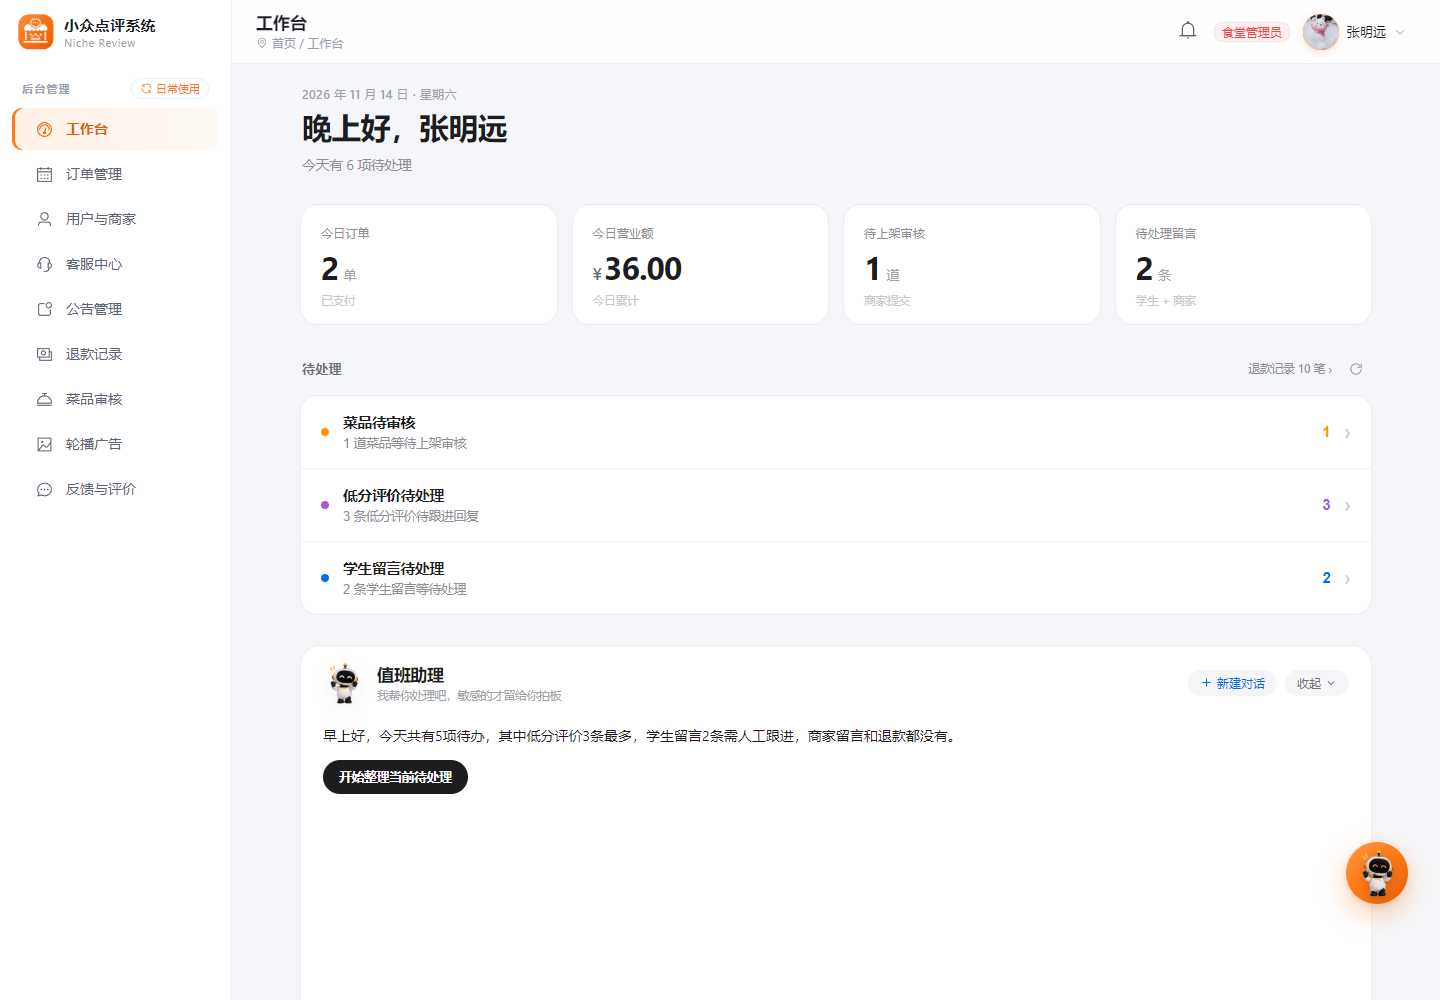 小众点评系统
Niche Review
后台管理
日常使用
工作台
订单管理
用户与商家
客服中心
公告管理
退款记录
菜品审核
轮播广告
反馈与评价
工作台
首页 / 工作台
食堂管理员
张明远
2026 年 11 月 14 日 · 星期六
晚上好，张明远
今天有 6 项待处理
今日订单
2 单
已支付
今日营业额
¥36.00
今日累计
待上架审核
1 道
商家提交
待处理留言
2 条
学生 + 商家
待处理
退款记录 10 笔 ›
菜品待审核
1 道菜品等待上架审核
1 ›
低分评价待处理
3 条低分评价待跟进回复
3 ›
学生留言待处理
2 条学生留言等待处理
2 ›
值班助理
我帮你处理吧，敏感的才留给你拍板
+ 新建对话
收起
早上好，今天共有5项待办，其中低分评价3条最多，学生留言2条需人工跟进，商家留言和退款都没有。
开始整理当前待处理